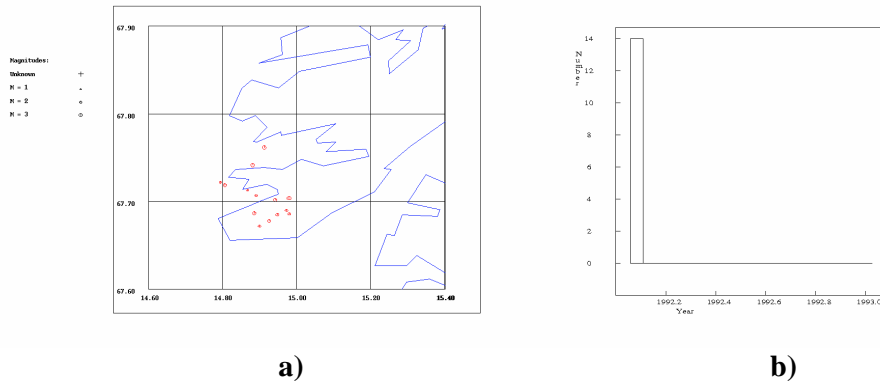 67.90
67.80
67.70
67.60
14.60 14.80 15.00 15.20 15.40
Magnitudes:
Unknown
M = 1
M = 2
M = 3
a)
Number
14
12
10
8
6
4
2
0
1992.2 1992.4 1992.6 1992.8 1993.0
Year
b)